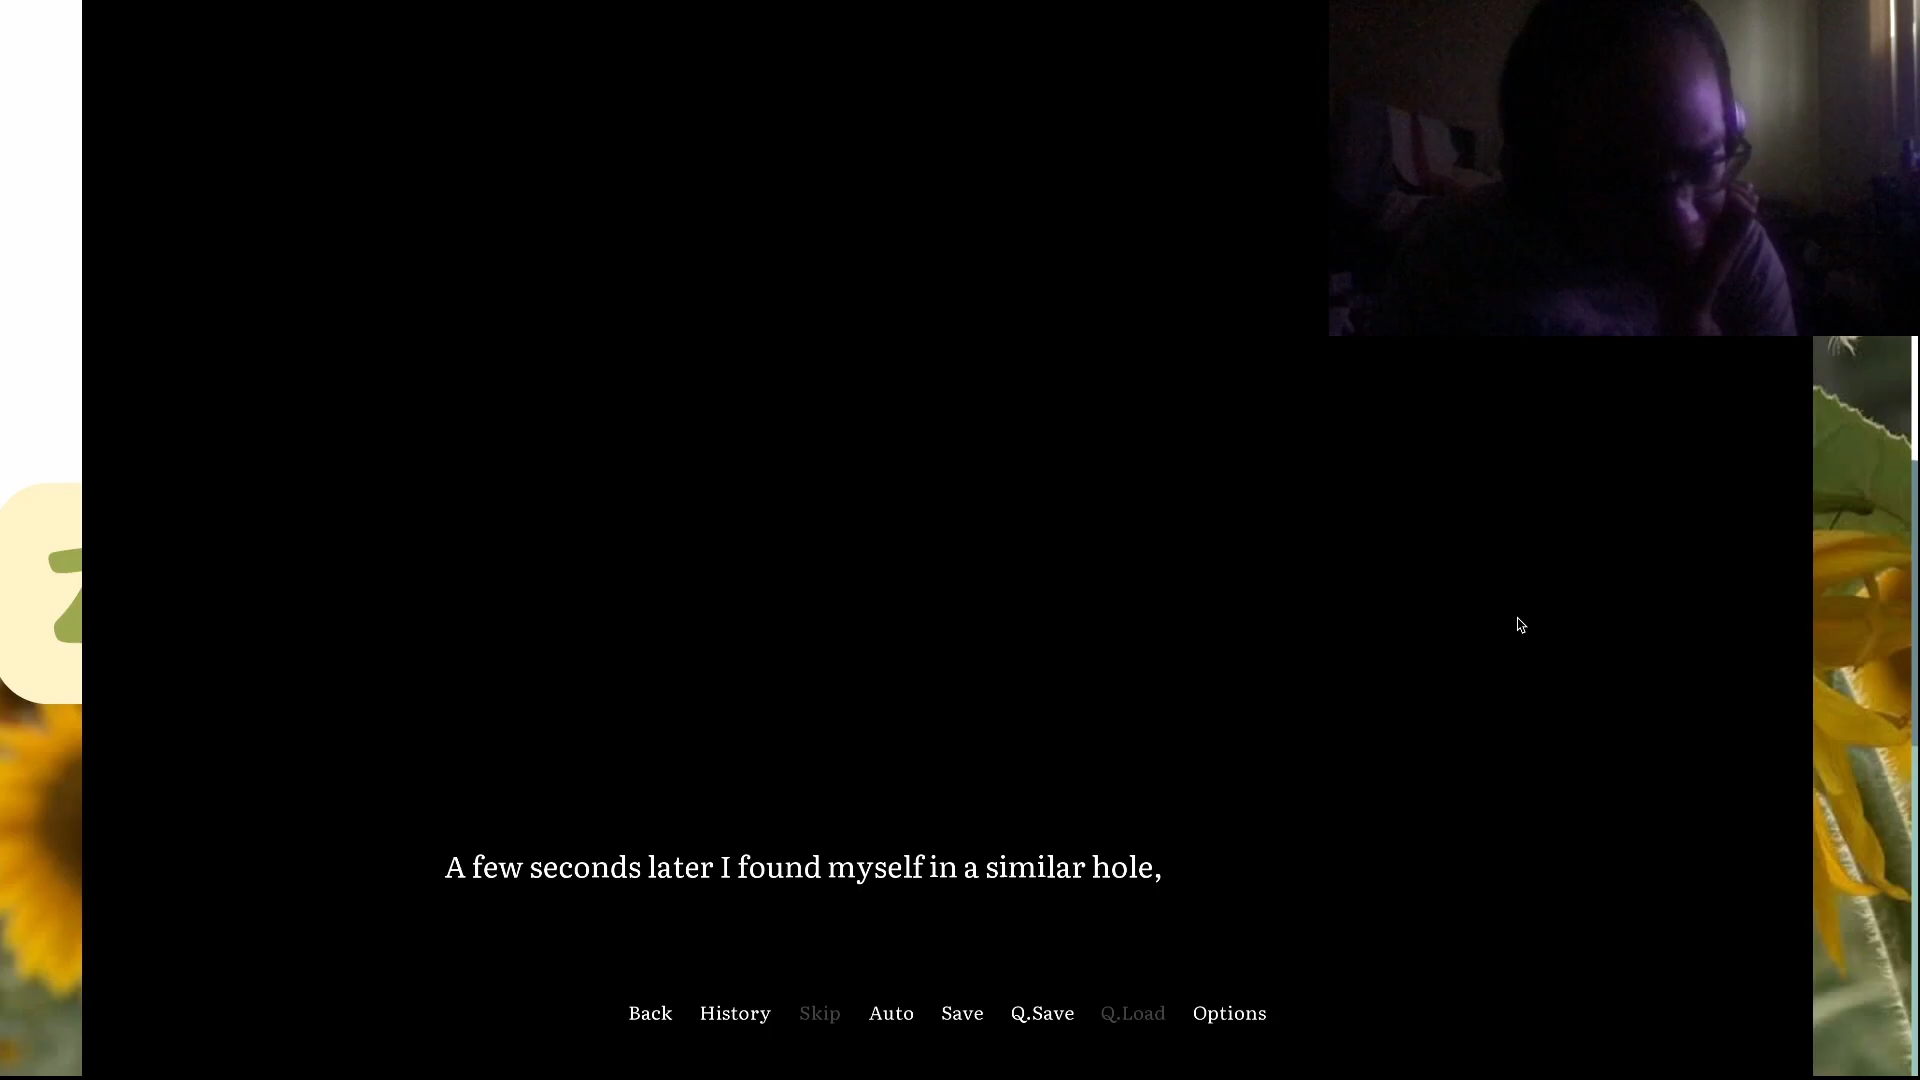 A few seconds later I found myself in a similar hole,
Back History Skip Auto Save Q.Save Q.Load Options